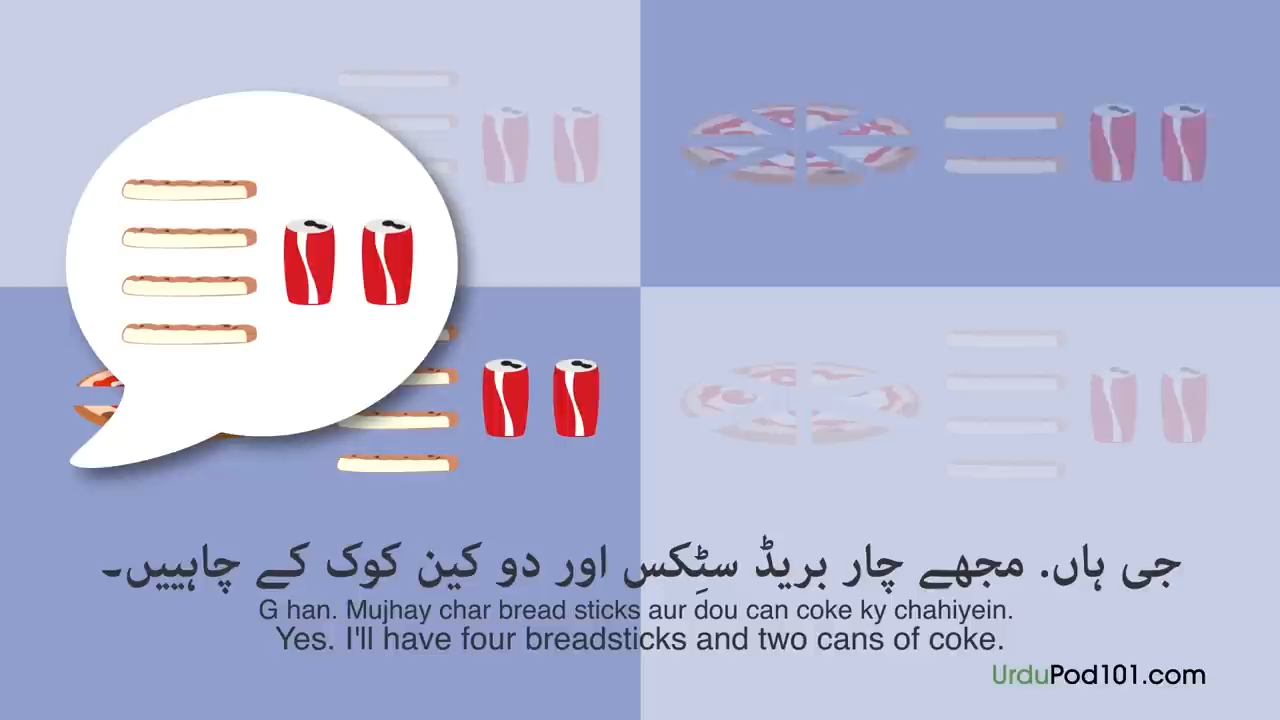 جی ہاں. مجھے چار بریڈ سٹِکس اور دو کین کوک کے چاہییں۔
G han. Mujhay char bread sticks aur dou can coke ky chahiyein.
Yes. I'll have four breadsticks and two cans of coke.
UrduPod101.com